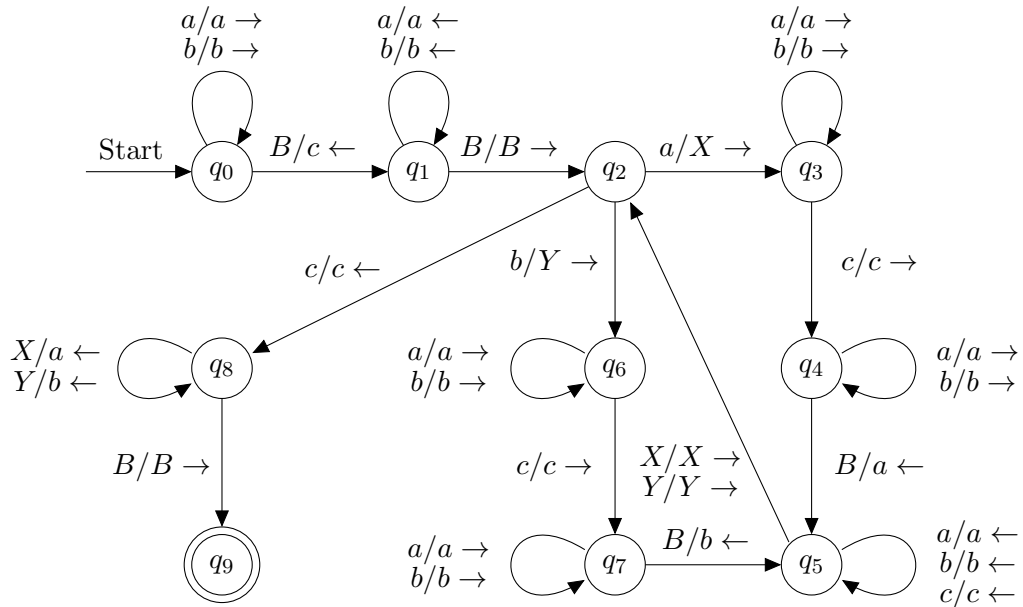 a/a → a/a ← a/a →
b/b → b/b ← b/b →
Start q0 B/c ← q1 B/B → q2 a/X → q3
c/c ← b/Y → c/c →
X/a ← q8 a/a → q6 q4 a/a →
Y/b ← b/b → b/b →
B/B → c/c → X/X → B/a ←
Y/Y →
q9 a/a → q7 B/b ← q5 a/a ←
b/b → b/b ←
c/c ←